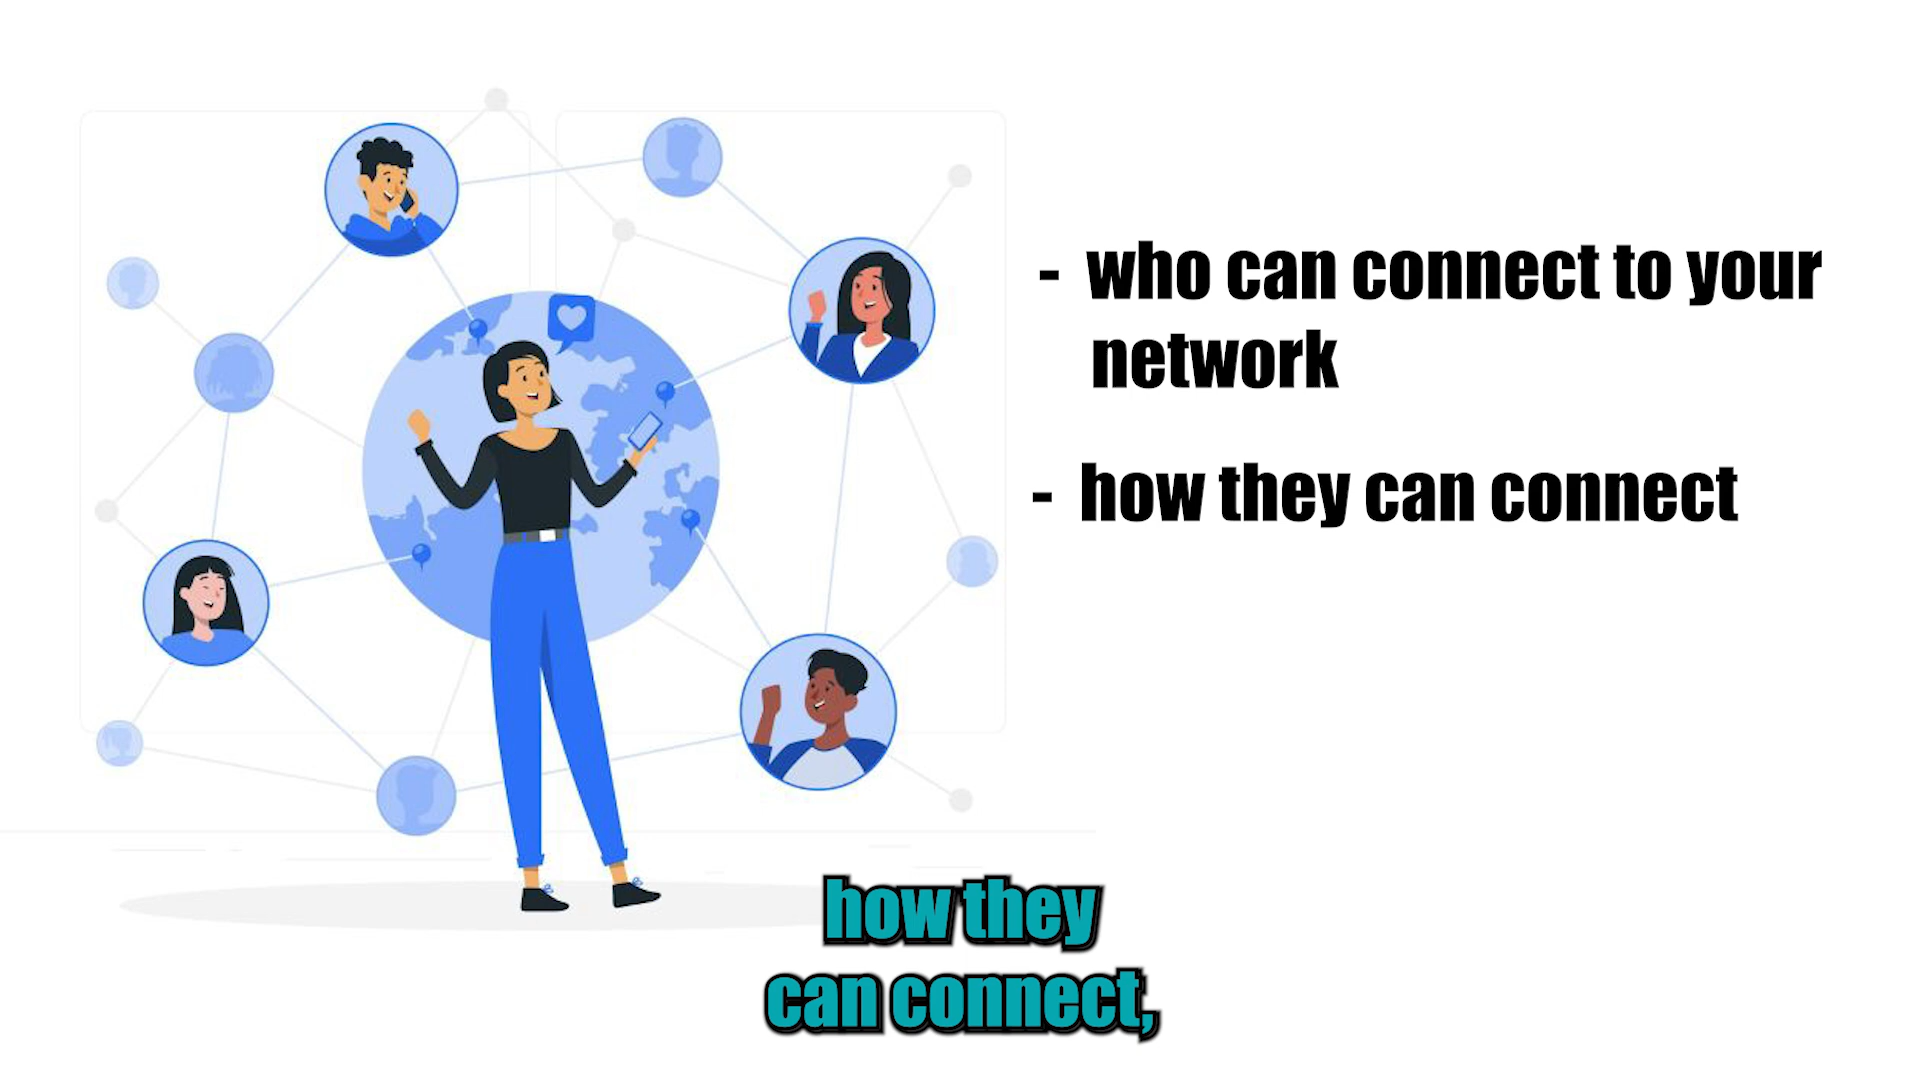 - who can connect to your
network
- how they can connect
how they
can connect,